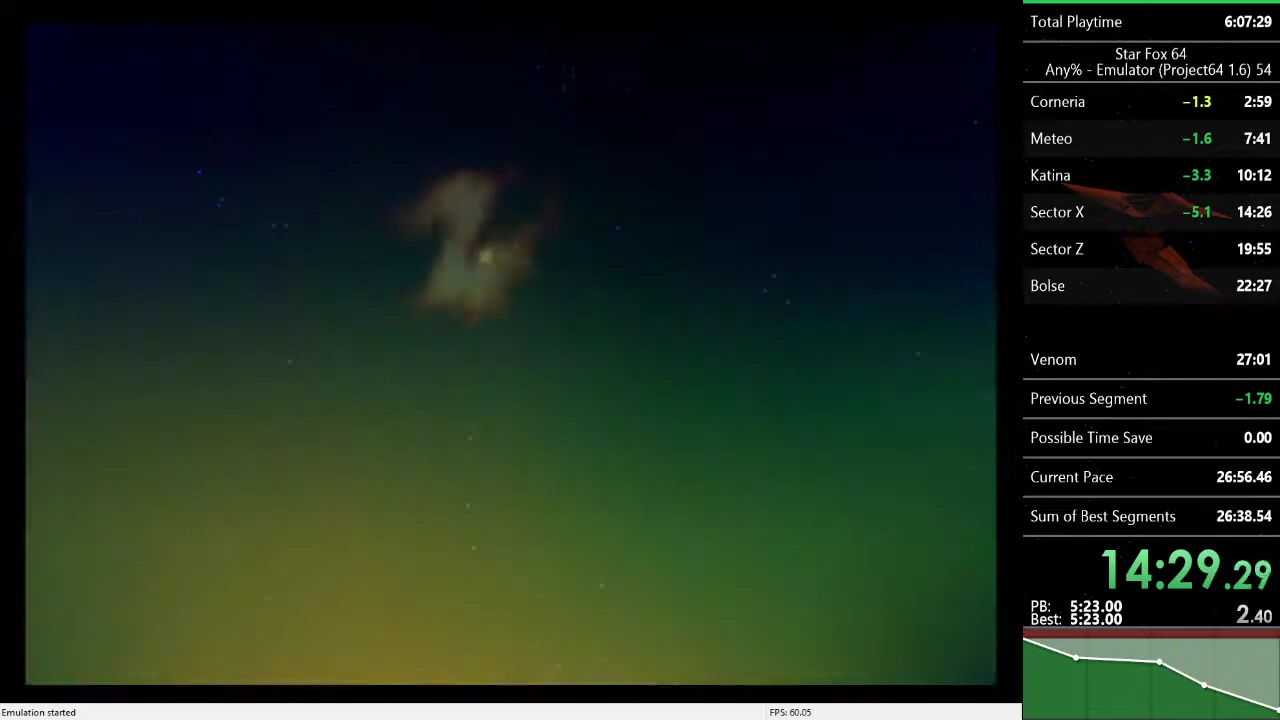 Total Playtime 6:07:29
Star Fox 64
Any% - Emulator (Project64 1.6) 54
Corneria −1.3 2:59
Meteo −1.6 7:41
Katina −3.3 10:12
Sector X −5.1 14:26
Sector Z 19:55
Bolse 22:27
Venom 27:01
Previous Segment −1.79
Possible Time Save 0.00
Current Pace 26:56.46
Sum of Best Segments 26:38.54
14:29.29
PB: 5:23.00
Best: 5:23.00 2.40
Emulation started FPS: 60.05